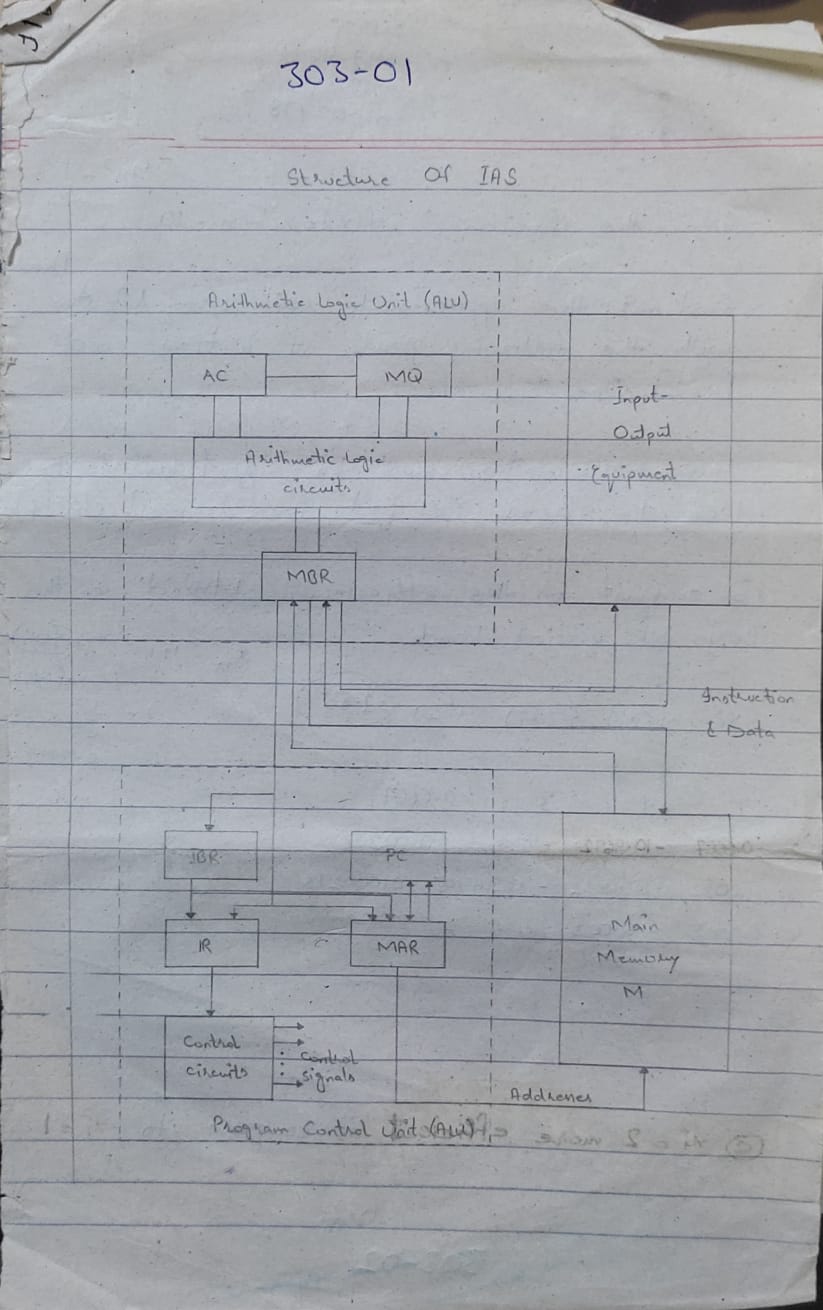 303-01
Structure Of IAS
Arithmetic Logic Unit (ALU)
AC
MQ
Input-
Output
Equipment
Arithmetic Logic
circuits
MBR
Instruction
& Data
IBR
PC
IR
MAR
Main
Memory
M
Control
circuits
Control
signals
Addresses
Program Control Unit (ALU)